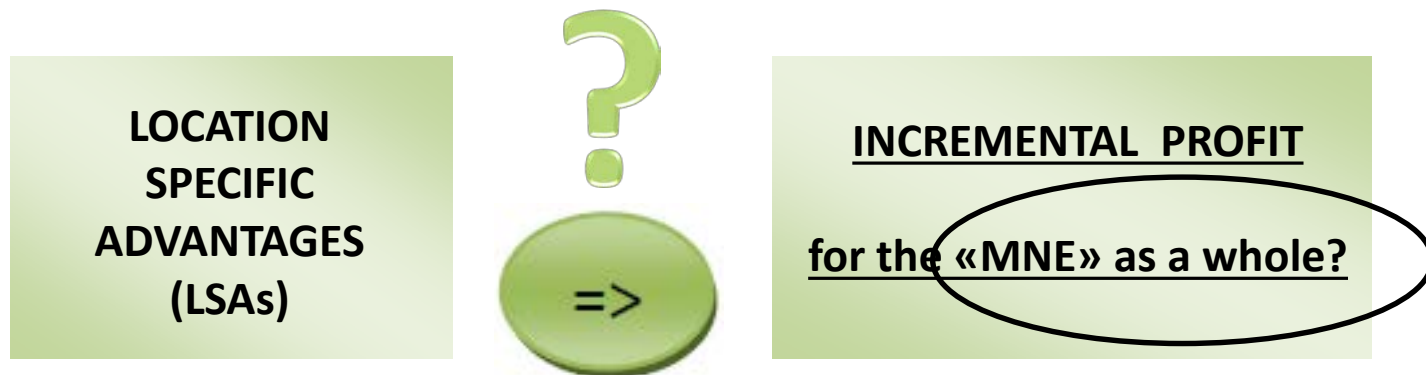 LOCATION
SPECIFIC
ADVANTAGES
(LSAs)
?
=>
INCREMENTAL PROFIT
for the «MNE» as a whole?